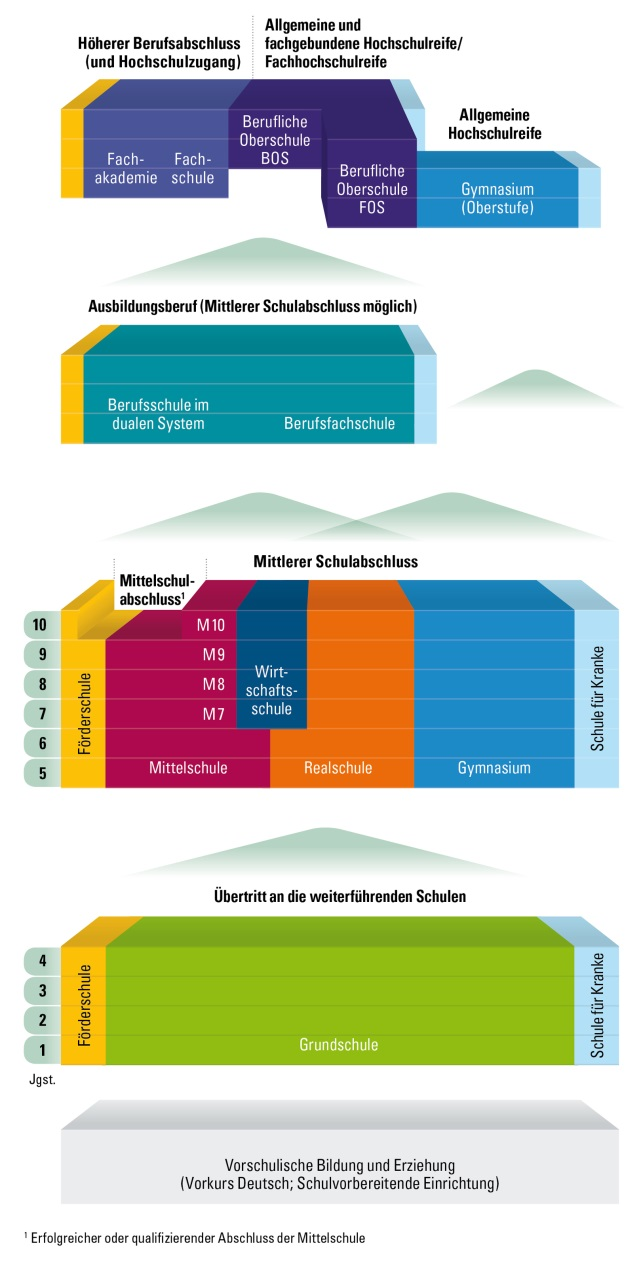 Höherer Berufsabschluss
(und Hochschulzugang)
Allgemeine und
fachgebundene Hochschulreife/
Fachhochschulreife
Allgemeine
Hochschulreife
Fach-
akademie
Fach-
schule
Berufliche
Oberschule
BOS
Berufliche
Oberschule
FOS
Gymnasium
(Oberstufe)
Ausbildungsberuf (Mittlerer Schulabschluss möglich)
Berufsschule im
dualen System
Berufsfachschule
Mittlerer Schulabschluss
Mittelschul-
abschluss¹
10
9
8
7
6
5
Förderschule
M 10
M 9
M 8
M 7
Mittelschule
Wirt-
schafts-
schule
Realschule
Gymnasium
Schule für Kranke
Übertritt an die weiterführenden Schulen
4
3
2
1
Jgst.
Förderschule
Grundschule
Schule für Kranke
Vorschulische Bildung und Erziehung
(Vorkurs Deutsch; Schulvorbereitende Einrichtung)
¹ Erfolgreicher oder qualifizierender Abschluss der Mittelschule